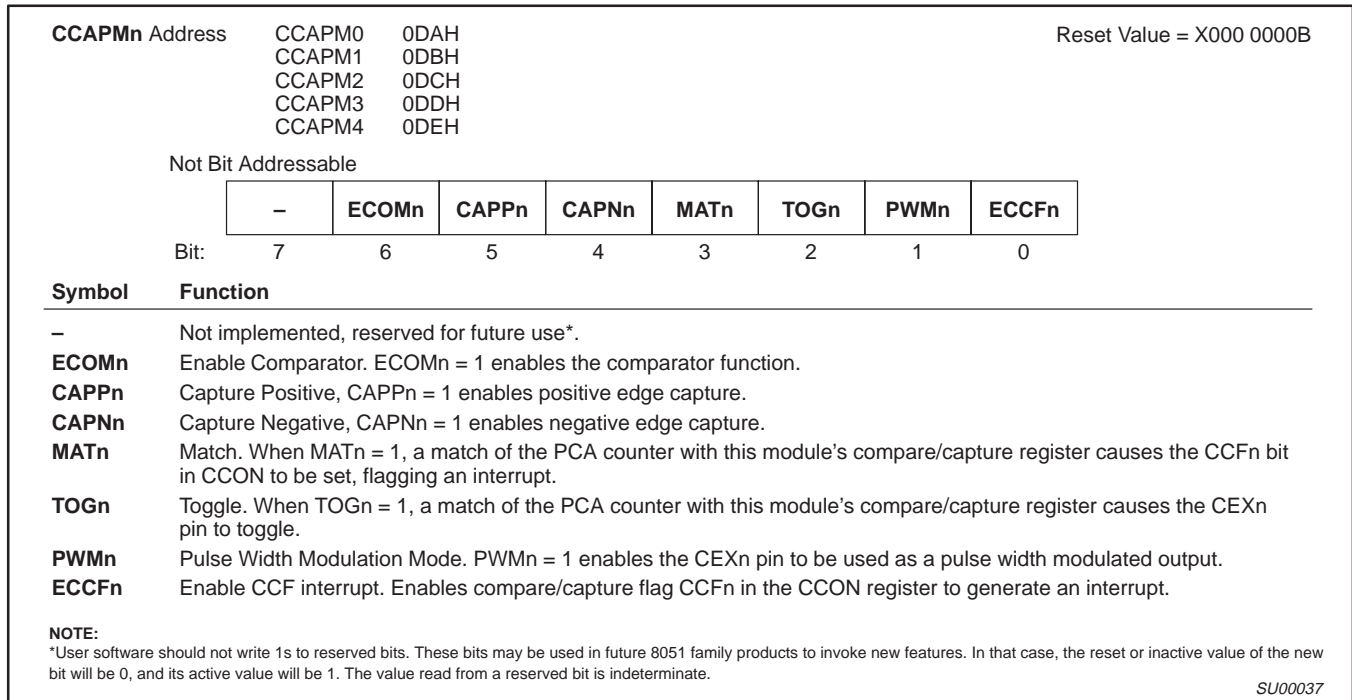 CCAPMn Address CCAPM0 0DAH Reset Value = X000 0000B
CCAPM1 0DBH
CCAPM2 0DCH
CCAPM3 0DDH
CCAPM4 0DEH
Not Bit Addressable
– ECOMn CAPPn CAPNn MATn TOGn PWMn ECCFn
Bit: 7 6 5 4 3 2 1 0
Symbol Function
– Not implemented, reserved for future use*.
ECOMn Enable Comparator. ECOMn = 1 enables the comparator function.
CAPPn Capture Positive, CAPPn = 1 enables positive edge capture.
CAPNn Capture Negative, CAPNn = 1 enables negative edge capture.
MATn Match. When MATn = 1, a match of the PCA counter with this module’s compare/capture register causes the CCFn bit
in CCON to be set, flagging an interrupt.
TOGn Toggle. When TOGn = 1, a match of the PCA counter with this module’s compare/capture register causes the CEXn
pin to toggle.
PWMn Pulse Width Modulation Mode. PWMn = 1 enables the CEXn pin to be used as a pulse width modulated output.
ECCFn Enable CCF interrupt. Enables compare/capture flag CCFn in the CCON register to generate an interrupt.
NOTE:
*User software should not write 1s to reserved bits. These bits may be used in future 8051 family products to invoke new features. In that case, the reset or inactive value of the new
bit will be 0, and its active value will be 1. The value read from a reserved bit is indeterminate.
SU00037